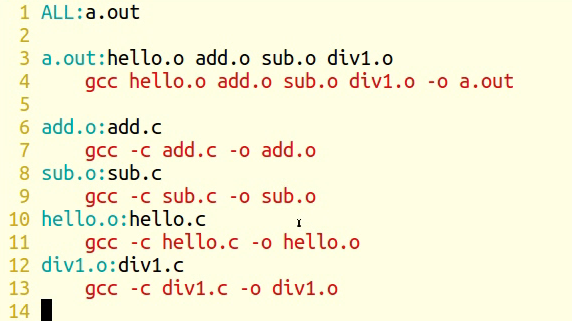 1 ALL:a.out
2
3 a.out:hello.o add.o sub.o div1.o
4     gcc hello.o add.o sub.o div1.o -o a.out
5
6 add.o:add.c
7     gcc -c add.c -o add.o
8 sub.o:sub.c
9     gcc -c sub.c -o sub.o
10 hello.o:hello.c
11     gcc -c hello.c -o hello.o
12 div1.o:div1.c
13     gcc -c div1.c -o div1.o
14